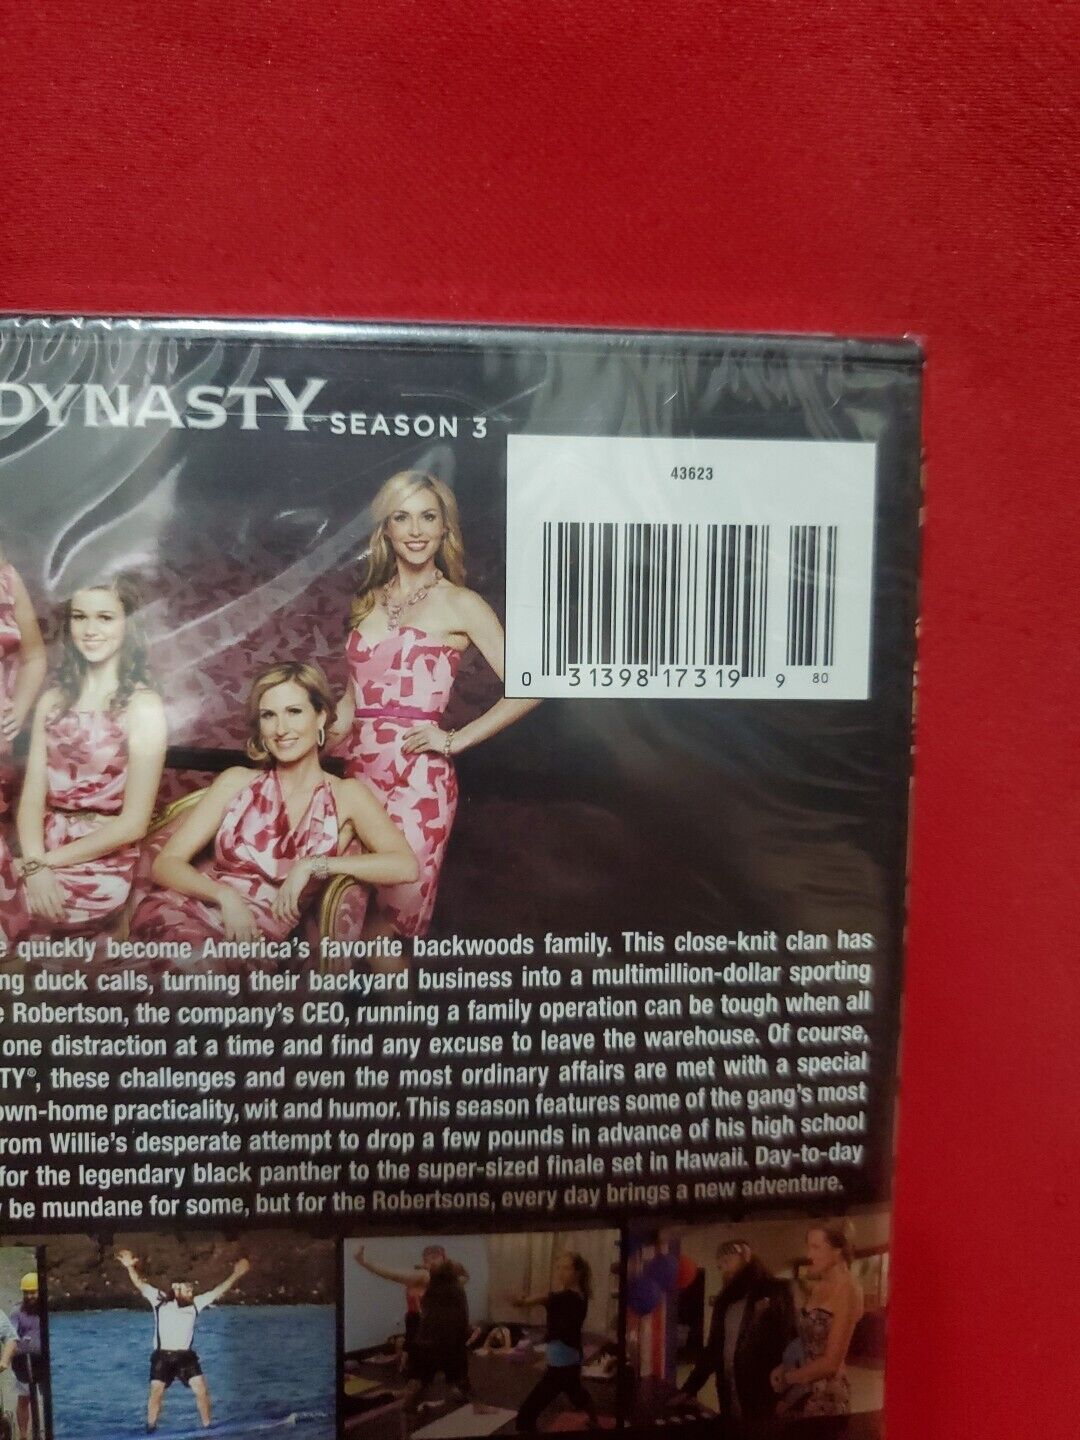 DYNASTY SEASON 3
43623
0 31398 17319 9 80
quickly become America's favorite backwoods family. This close-knit clan has
duck calls, turning their backyard business into a multimillion-dollar sporting
Robertson, the company's CEO, running a family operation can be tough when all
one distraction at a time and find any excuse to leave the warehouse. Of course,
TY®, these challenges and even the most ordinary affairs are met with a special
own-home practicality, wit and humor. This season features some of the gang's most
rom Willie's desperate attempt to drop a few pounds in advance of his high school
for the legendary black panther to the super-sized finale set in Hawaii. Day-to-day
be mundane for some, but for the Robertsons, every day brings a new adventure.